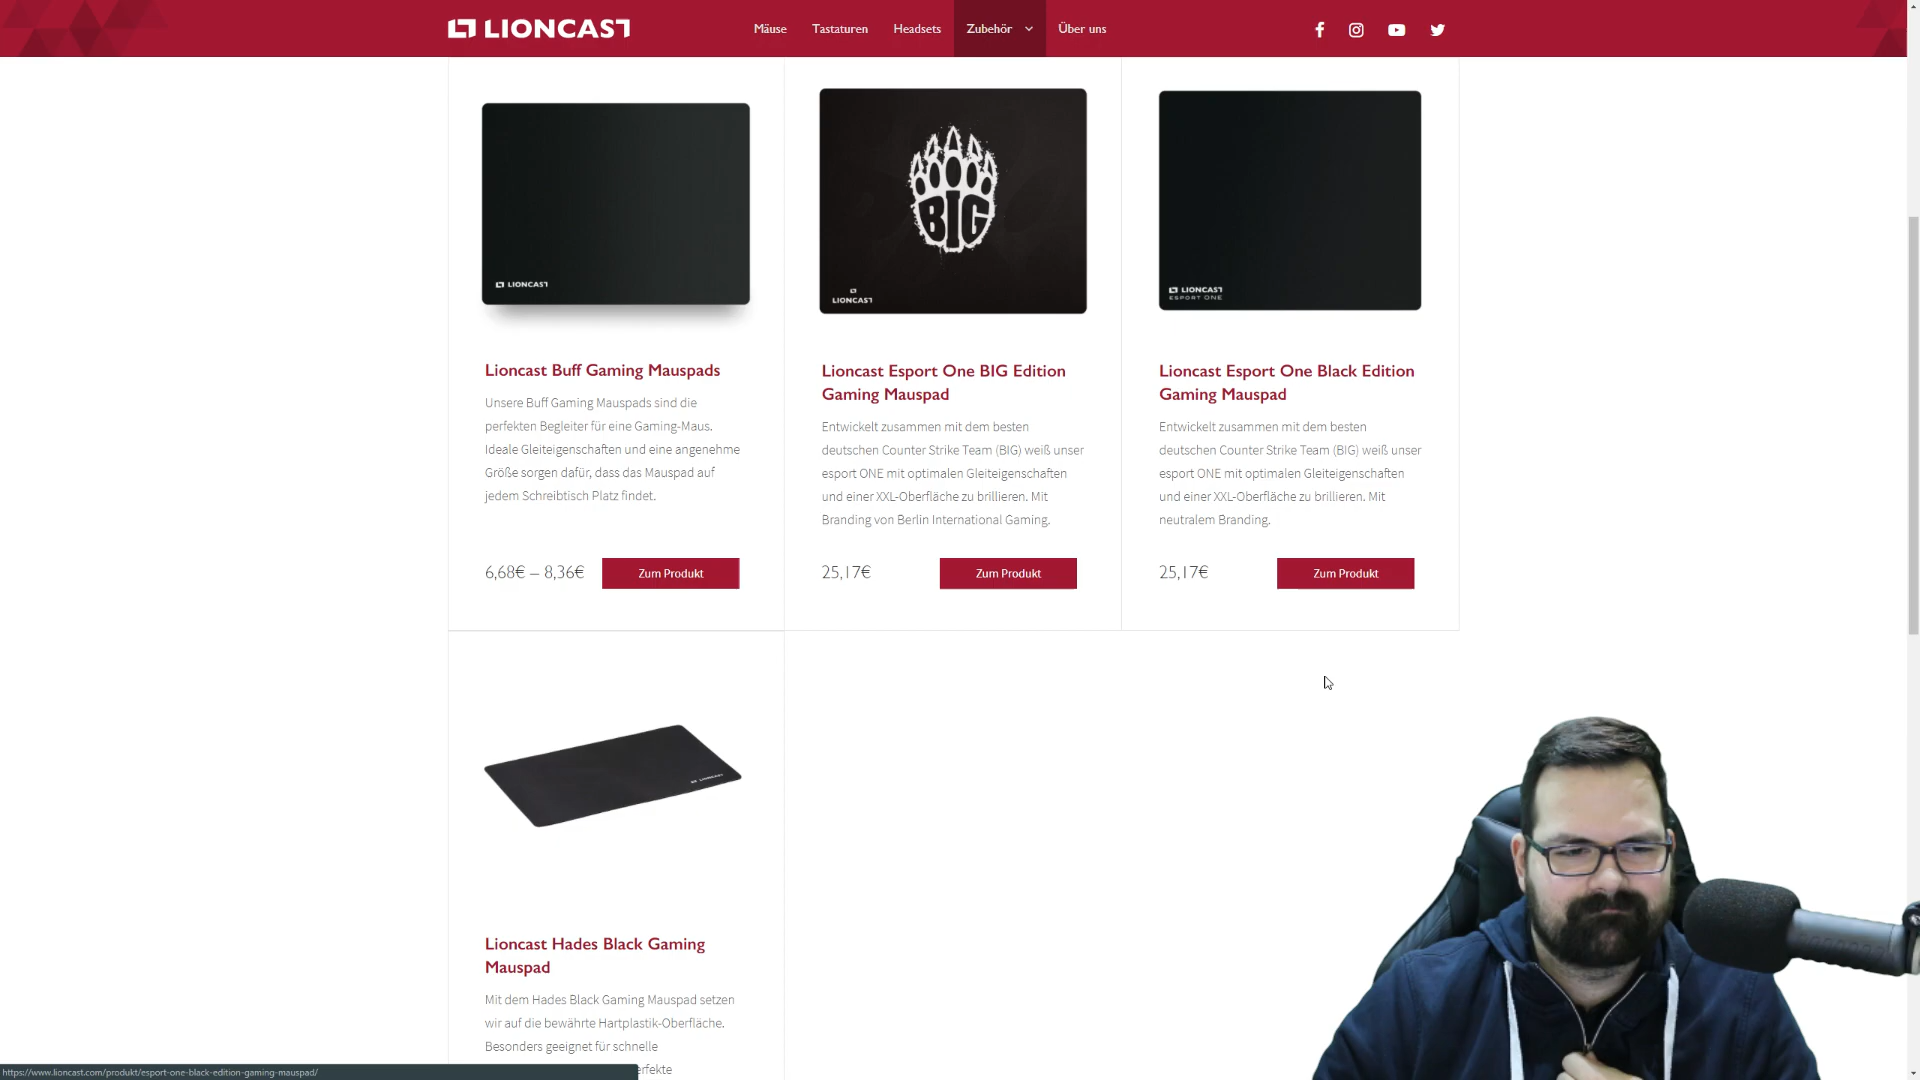 LIONCAST
Mäuse
Tastaturen
Headsets
Zubehör
Über uns
LIONCAST
BIG
LIONCAST
LIONCAST
ESPORT ONE
Lioncast Buff Gaming Mauspads
Unsere Buff Gaming Mauspads sind die
perfekten Begleiter für eine Gaming-Maus.
Ideale Gleiteigenschaften und eine angenehme
Größe sorgen dafür, dass das Mauspad auf
jedem Schreibtisch Platz findet.
6,68€ – 8,36€
Zum Produkt
Lioncast Esport One BIG Edition
Gaming Mauspad
Entwickelt zusammen mit dem besten
deutschen Counter Strike Team (BIG) weiß unser
esport ONE mit optimalen Gleiteigenschaften
und einer XXL-Oberfläche zu brillieren. Mit
Branding von Berlin International Gaming.
25,17€
Zum Produkt
Lioncast Esport One Black Edition
Gaming Mauspad
Entwickelt zusammen mit dem besten
deutschen Counter Strike Team (BIG) weiß unser
esport ONE mit optimalen Gleiteigenschaften
und einer XXL-Oberfläche zu brillieren. Mit
neutralem Branding.
25,17€
Zum Produkt
LIONCAST
Lioncast Hades Black Gaming
Mauspad
Mit dem Hades Black Gaming Mauspad setzen
wir auf die bewährte Hartplastik-Oberfläche.
Besonders geeignet für schnelle
erfekte
https://www.lioncast.com/produkt/esport-one-black-edition-gaming-mauspad/